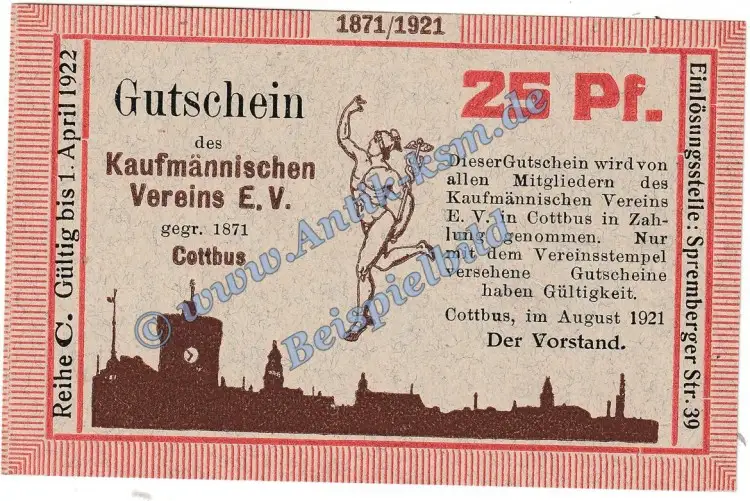 1871/1921
Reihe C. Gültig bis 1. April 1922
Gutschein
des
Kaufmännischen
Vereins E.V.
gegr. 1871
Cottbus
25 Pf.
Dieser Gutschein wird von
allen Mitgliedern des
Kaufmännischen Vereins
E. V. in Cottbus in Zah-
lung genommen. Nur
mit dem Vereinsstempel
versehene Gutscheine
haben Gültigkeit.
Cottbus, im August 1921
Der Vorstand.
Einlösungsstelle: Spremberger Str. 39
© www.Antik-ksm.de
Beispielbild